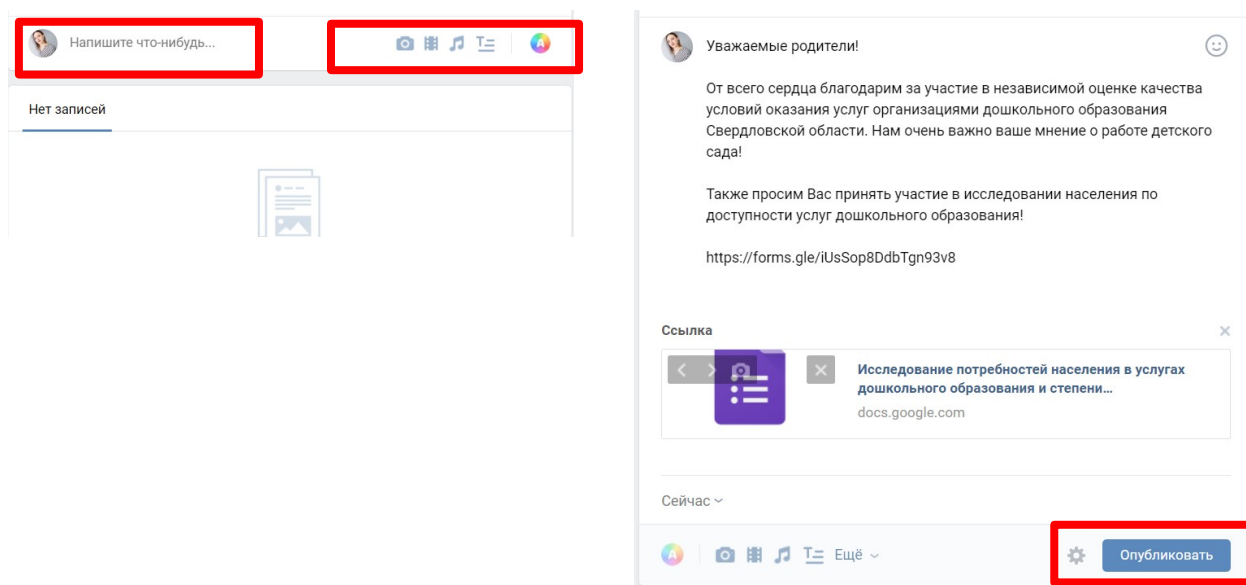 Напишите что-нибудь...
Нет записей
Уважаемые родители!
От всего сердца благодарим за участие в независимой оценке качества
условий оказания услуг организациями дошкольного образования
Свердловской области. Нам очень важно ваше мнение о работе детского
сада!
Также просим Вас принять участие в исследовании населения по
доступности услуг дошкольного образования!
https://forms.gle/iUsSop8DdbTgn93v8
Ссылка
Исследование потребностей населения в услугах
дошкольного образования и степени...
docs.google.com
Сейчас
Ещё
Опубликовать